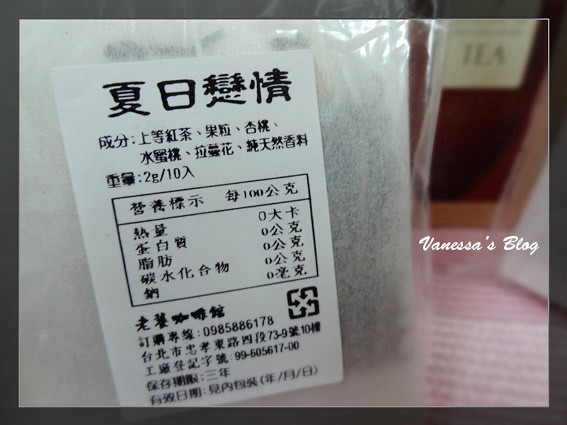 夏日戀情
成分:上等紅茶、果粒、杏桃、
水蜜桃、拉蔓花、純天然香料
重量:2g/10入
營養標示 每100公克
熱量 0大卡
蛋白質 0公克
脂肪 0公克
碳水化合物 0公克
鈉 0毫克
老養咖啡館
訂購專線:0985886178
台北市忠孝東路四段73-9號10樓
工廠登記字號:99-605617-00
保存期限:三年
有效日期:見內包裝(年/月/日)
TEA
Vanessa's Blog